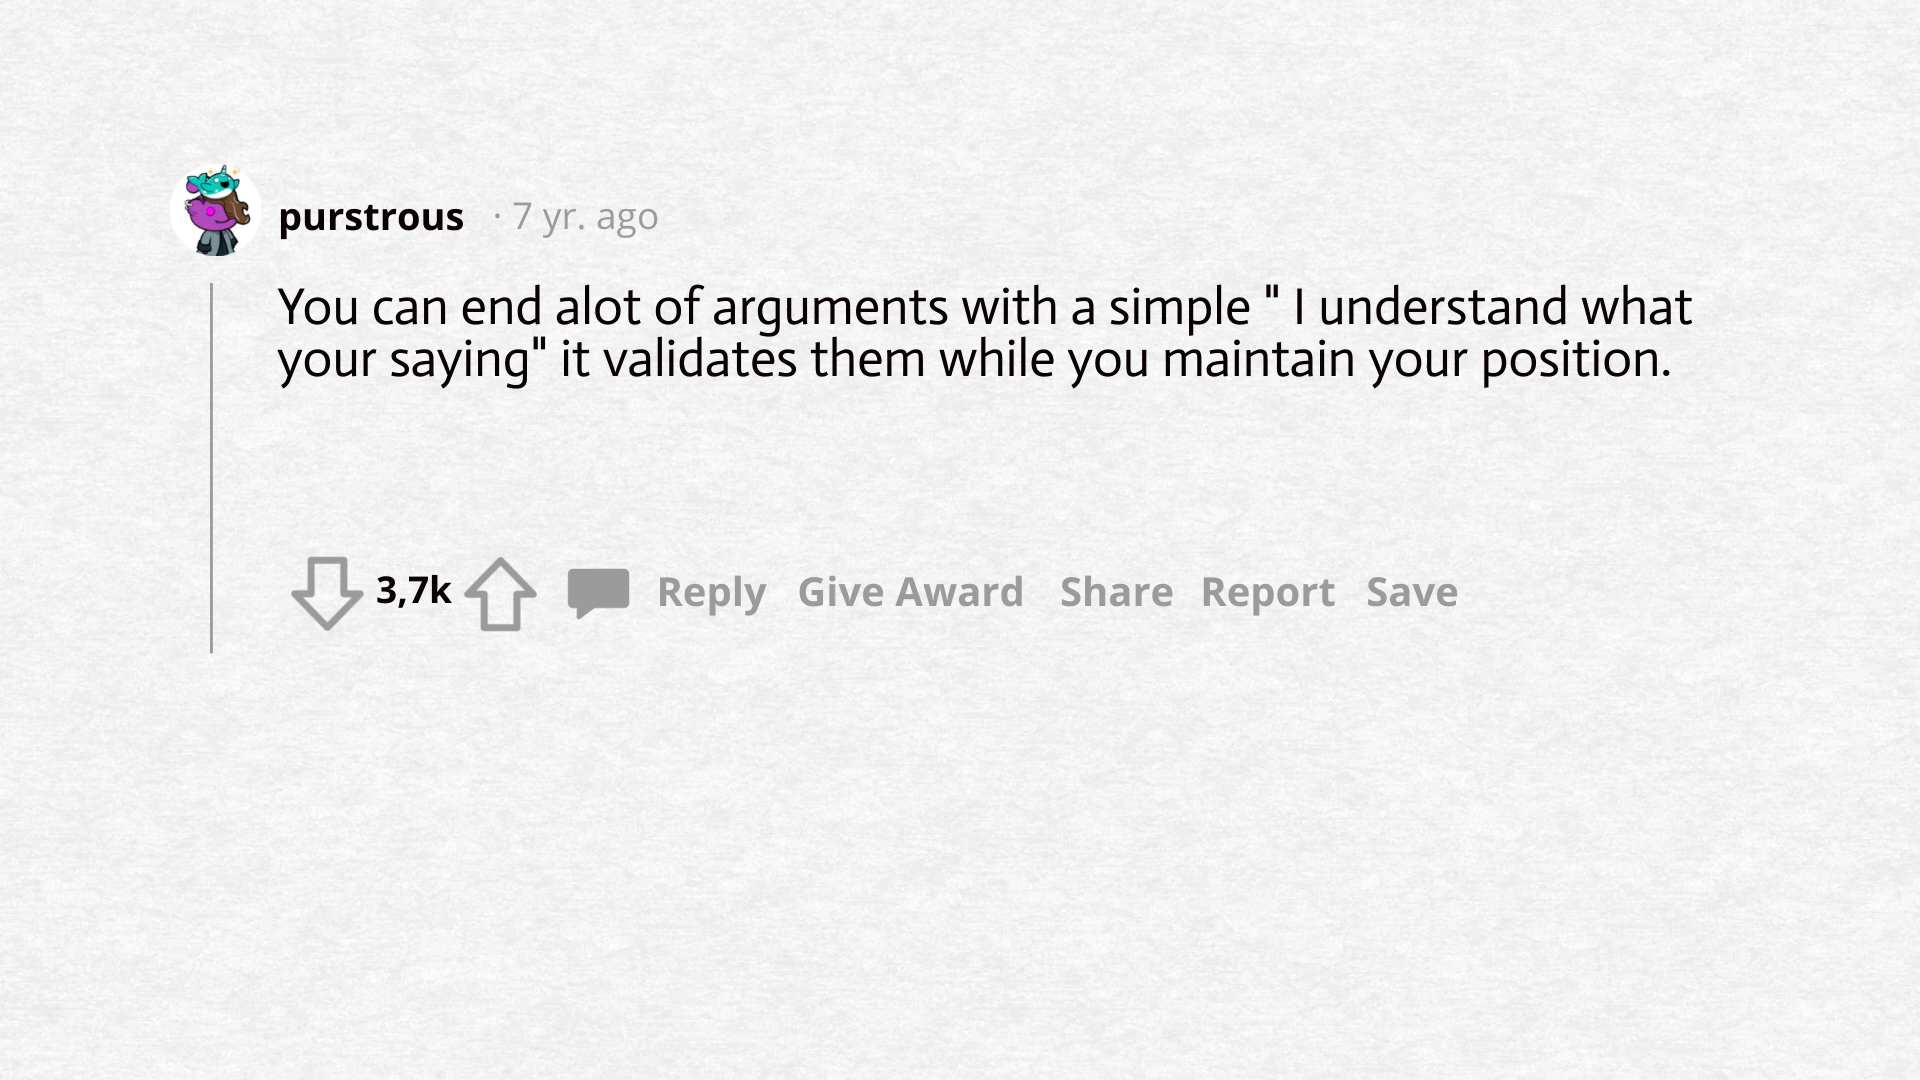 purstrous · 7 yr. ago
You can end alot of arguments with a simple " I understand what
your saying" it validates them while you maintain your position.
3,7k Reply Give Award Share Report Save